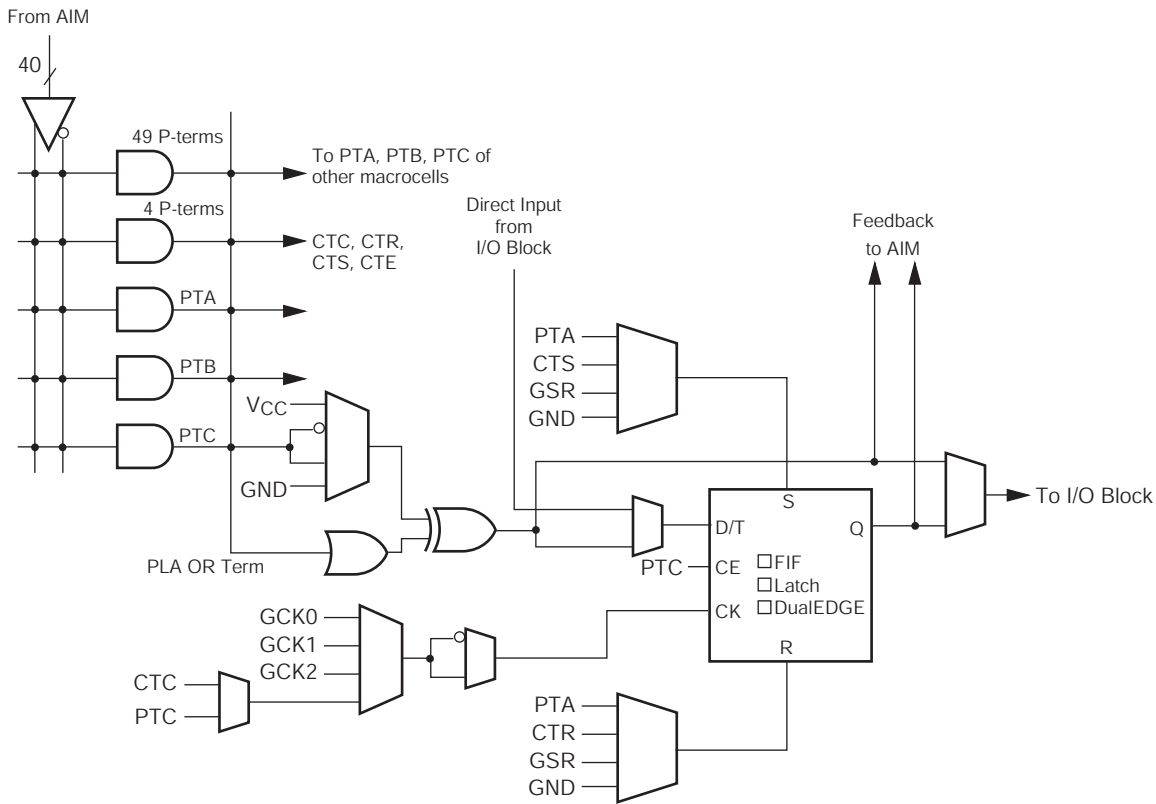 From AIM
40
49 P-terms
To PTA, PTB, PTC of
other macrocells
4 P-terms
CTC, CTR,
CTS, CTE
PTA
PTB
PTC
VCC
GND
PLA OR Term
Direct Input
from
I/O Block
Feedback
to AIM
PTA
CTS
GSR
GND
S
D/T
Q
PTC
CE
FIF
Latch
DualEDGE
CK
R
To I/O Block
GCK0
GCK1
GCK2
CTC
PTC
PTA
CTR
GSR
GND